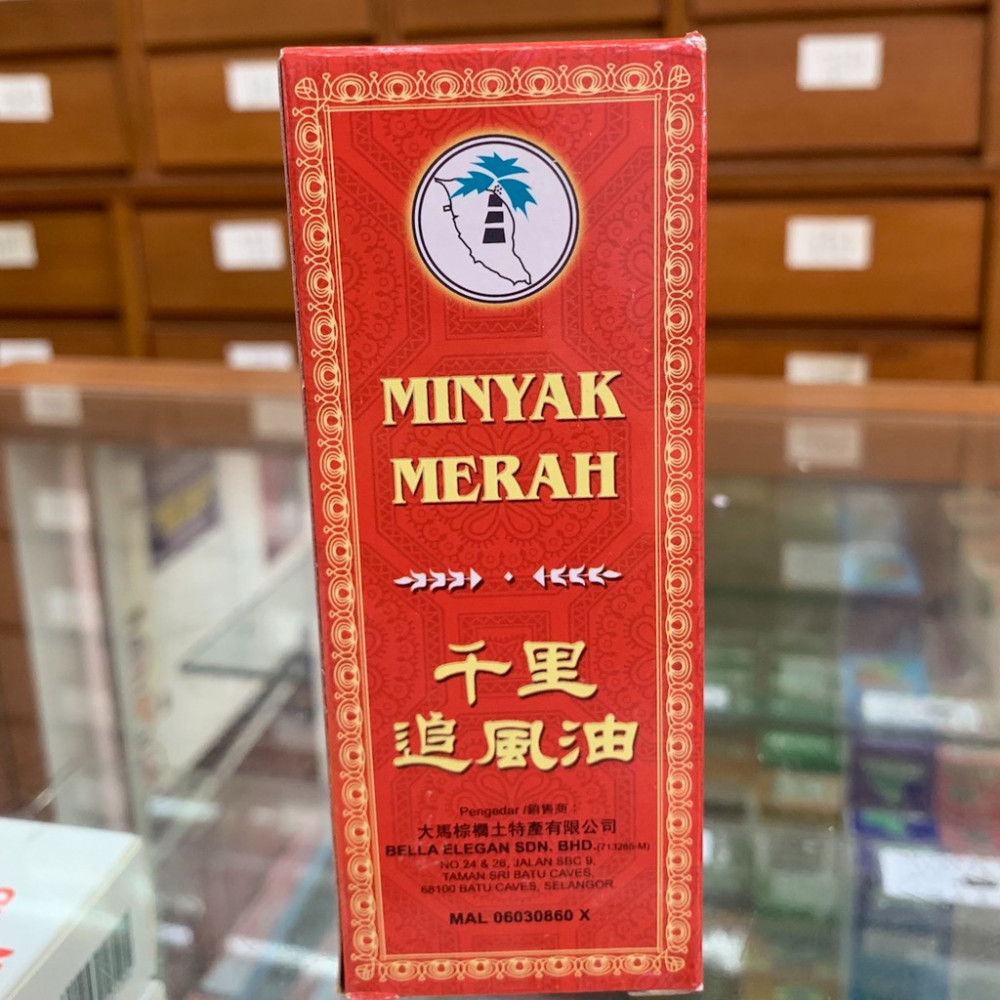 MINYAK
MERAH
千里
追風油
Pengedar /銷售商 :
大馬棕櫚土特產有限公司
BELLA ELEGAN SDN. BHD.(713265-M)
NO 24 & 26, JALAN SBC 9,
TAMAN SRI BATU CAVES,
68100 BATU CAVES, SELANGOR.
MAL 06030860 X